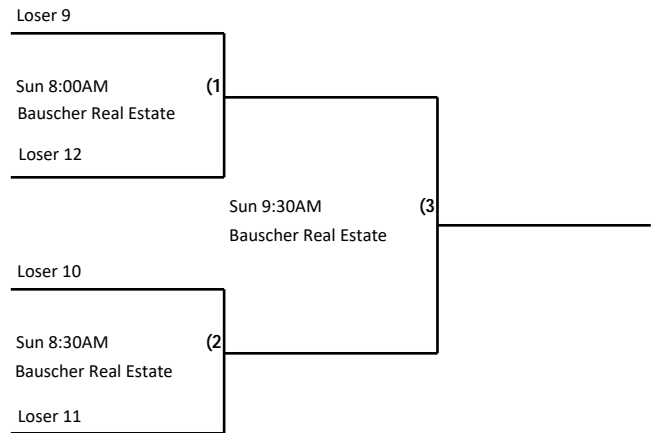 Loser 9
Sun 8:00AM (1
Bauscher Real Estate
Loser 12
Sun 9:30AM (3
Bauscher Real Estate
Loser 10
Sun 8:30AM (2
Bauscher Real Estate
Loser 11